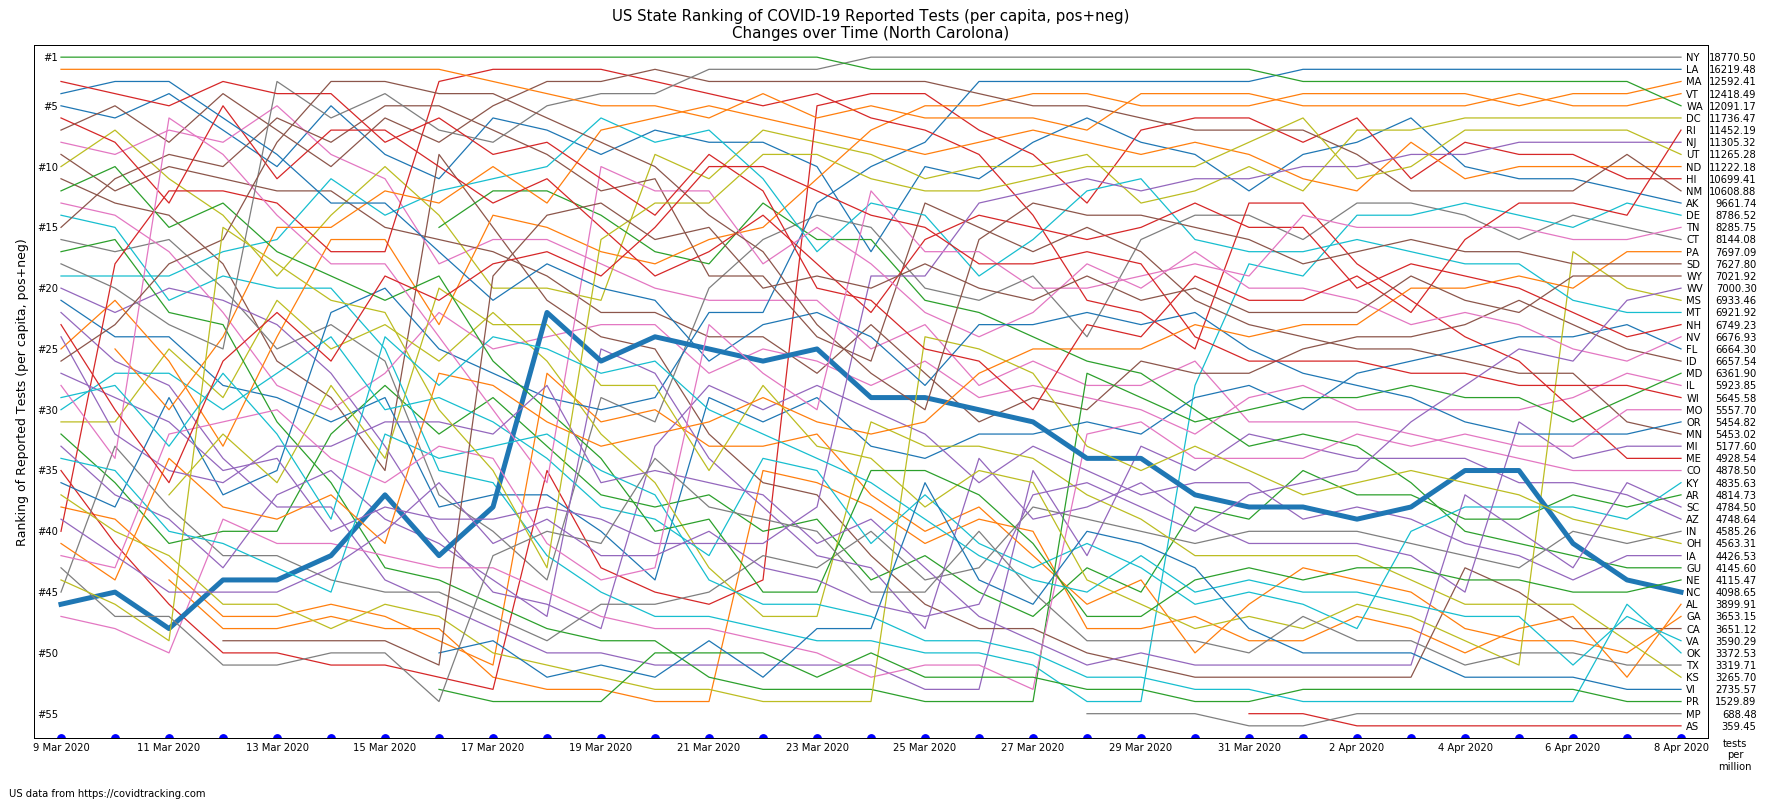 US State Ranking of COVID-19 Reported Tests (per capita, pos+neg)
Changes over Time (North Carolona)
Ranking of Reported Tests (per capita, pos+neg)
#1
#5
#10
#15
#20
#25
#30
#35
#40
#45
#50
#55
NY 18770.50
LA 16219.48
MA 12592.41
VT 12418.49
WA 12091.17
DC 11736.47
RI 11452.19
NJ 11305.32
UT 11265.28
ND 11222.18
HI 10699.41
NM 10608.88
AK 9661.74
DE 8786.52
TN 8285.75
CT 8144.08
PA 7697.09
SD 7627.80
WY 7021.92
WV 7000.30
MS 6933.46
MT 6921.92
NH 6749.23
NV 6676.93
FL 6664.30
ID 6657.54
MD 6361.90
IL 5923.85
WI 5645.58
MO 5557.70
OR 5454.82
MN 5453.02
MI 5177.60
ME 4928.54
CO 4878.50
KY 4835.63
AR 4814.73
SC 4784.50
AZ 4748.64
IN 4585.26
OH 4563.31
IA 4426.53
GU 4145.60
NE 4115.47
NC 4098.65
AL 3899.91
GA 3653.15
CA 3651.12
VA 3590.29
OK 3372.53
TX 3319.71
KS 3265.70
VI 2735.57
PR 1529.89
MP 688.48
AS 359.45
9 Mar 2020 11 Mar 2020 13 Mar 2020 15 Mar 2020 17 Mar 2020 19 Mar 2020 21 Mar 2020 23 Mar 2020 25 Mar 2020 27 Mar 2020 29 Mar 2020 31 Mar 2020 2 Apr 2020 4 Apr 2020 6 Apr 2020 8 Apr 2020
tests
per
million
US data from https://covidtracking.com